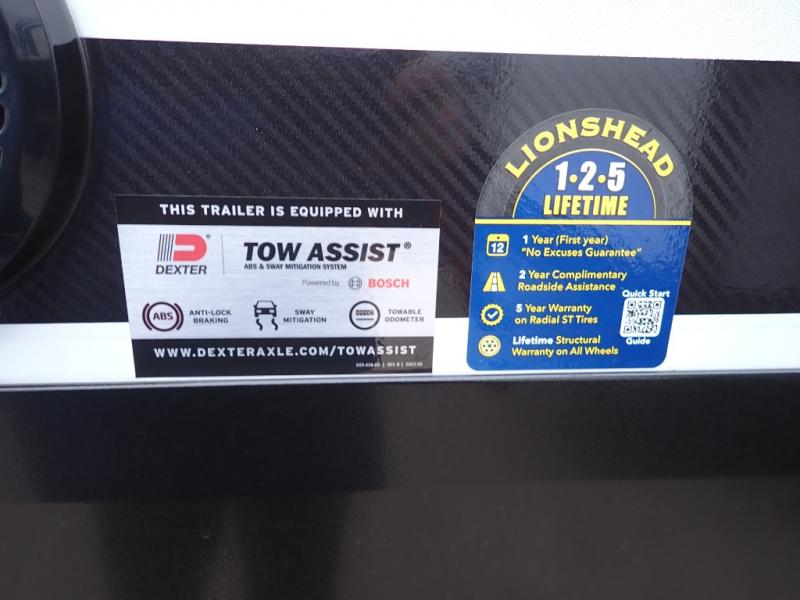 THIS TRAILER IS EQUIPPED WITH
DEXTER
TOW ASSIST®
ABS & SWAY MITIGATION SYSTEM
Powered by BOSCH
ABS
ANTI-LOCK
BRAKING
SWAY
MITIGATION
TOWABLE
ODOMETER
WWW.DEXTERAXLE.COM/TOWASSIST
LIONSHEAD
1•2•5
LIFETIME
12
1 Year (First year)
"No Excuses Guarantee"
2 Year Complimentary
Roadside Assistance
5 Year Warranty
on Radial ST Tires
Lifetime Structural
Warranty on All Wheels
Quick Start
Guide